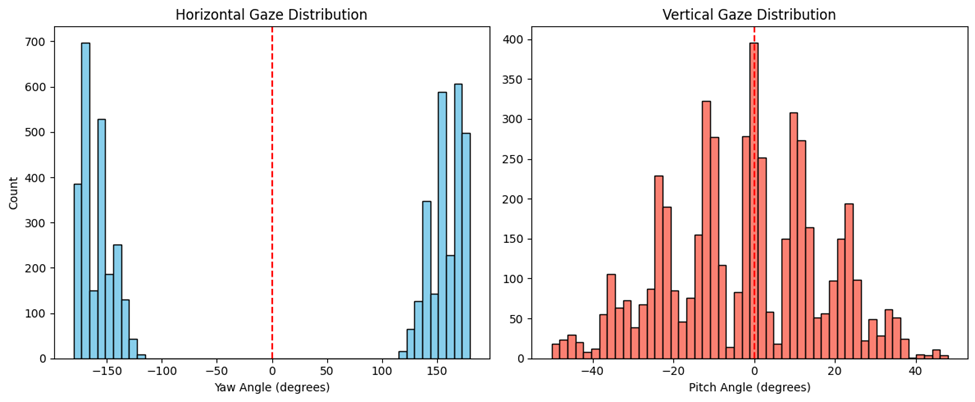 Horizontal Gaze Distribution
700
600
500
400
300
200
100
0
Count
−150 −100 −50 0 50 100 150
Yaw Angle (degrees)
Vertical Gaze Distribution
400
350
300
250
200
150
100
50
0
−40 −20 0 20 40
Pitch Angle (degrees)